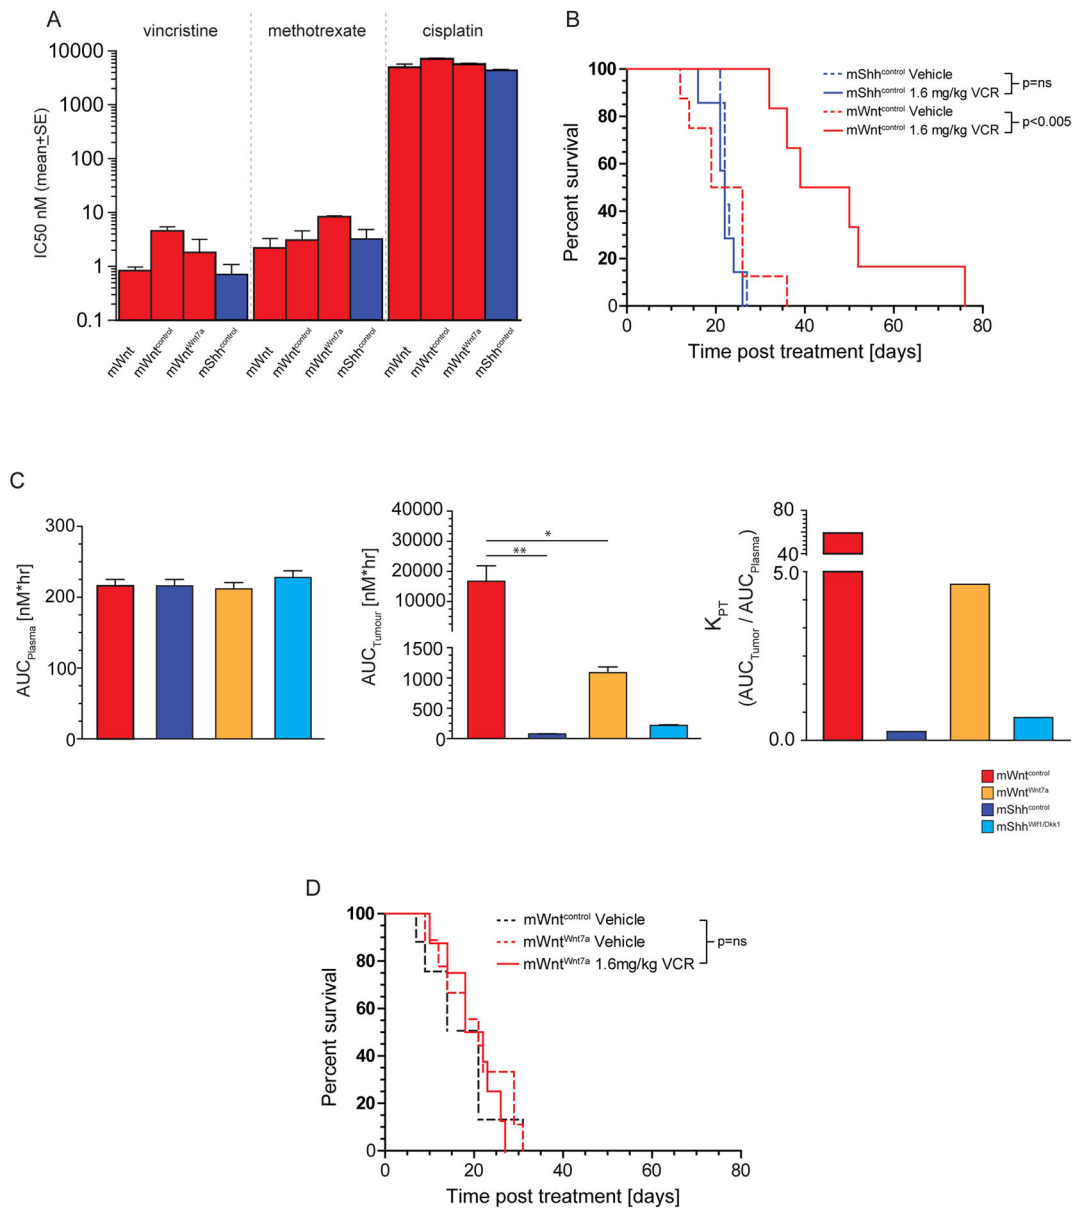 A
vincristine methotrexate cisplatin
IC50 nM (mean±SE)
10000
1000
100
10
1
0.1
mWnt mWntcontrol mWntWnt7a mShhcontrol mWnt mWntcontrol mWntWnt7a mShhcontrol mWnt mWntcontrol mWntWnt7a mShhcontrol
B
Percent survival
100
80
60
40
20
0
0 20 40 60 80
Time post treatment [days]
mShhcontrol Vehicle
mShhcontrol 1.6 mg/kg VCR
p=ns
mWntcontrol Vehicle
mWntcontrol 1.6 mg/kg VCR
p<0.005
C
AUCPlasma [nM*hr]
300
200
100
0
AUCTumour [nM*hr]
40000
30000
20000
10000
1500
1000
500
0
*
**
KPT
(AUCTumor / AUCPlasma)
80
40
5.0
0.0
mWntcontrol
mWntWnt7a
mShhcontrol
mShhWif1/Dkk1
D
Percent survival
100
80
60
40
20
0
0 20 40 60 80
Time post treatment [days]
mWntcontrol Vehicle
mWntWnt7a Vehicle
mWntWnt7a 1.6mg/kg VCR
p=ns